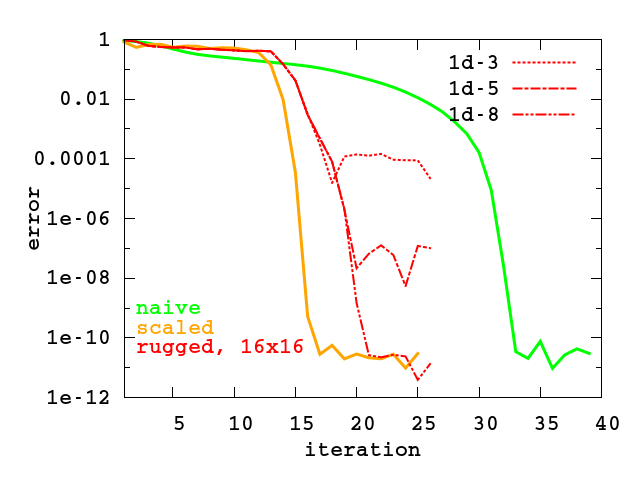 1
0.01
0.0001
1e-06
1e-08
1e-10
1e-12
error
1d-3
1d-5
1d-8
naive
scaled
rugged, 16x16
5 10 15 20 25 30 35 40
iteration